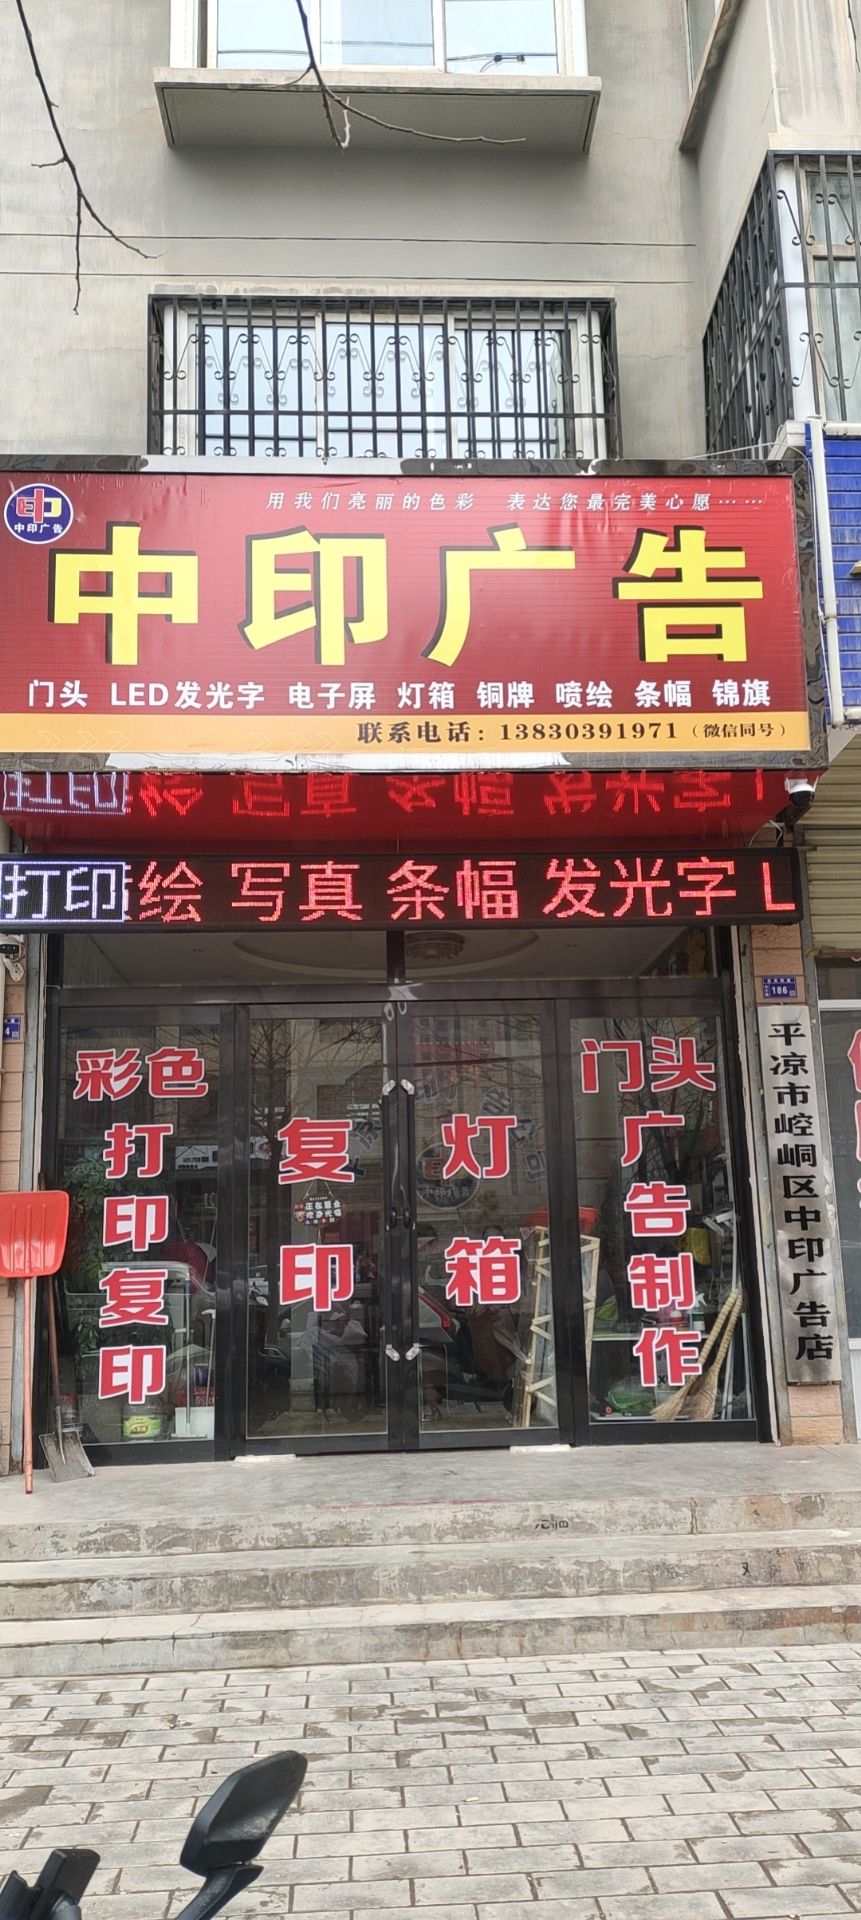 用我们亮丽的色彩 表达您最完美心愿……
中印广告
中印广告
门头 LED发光字 电子屏 灯箱 铜牌 喷绘 条幅 锦旗
联系电话：13830391971（微信同号）
打印 绘 写真 条幅 发光字 L
186
彩色打印复印
复印
灯箱
门头广告制作
正在营业
平凉市崆峒区中印广告店